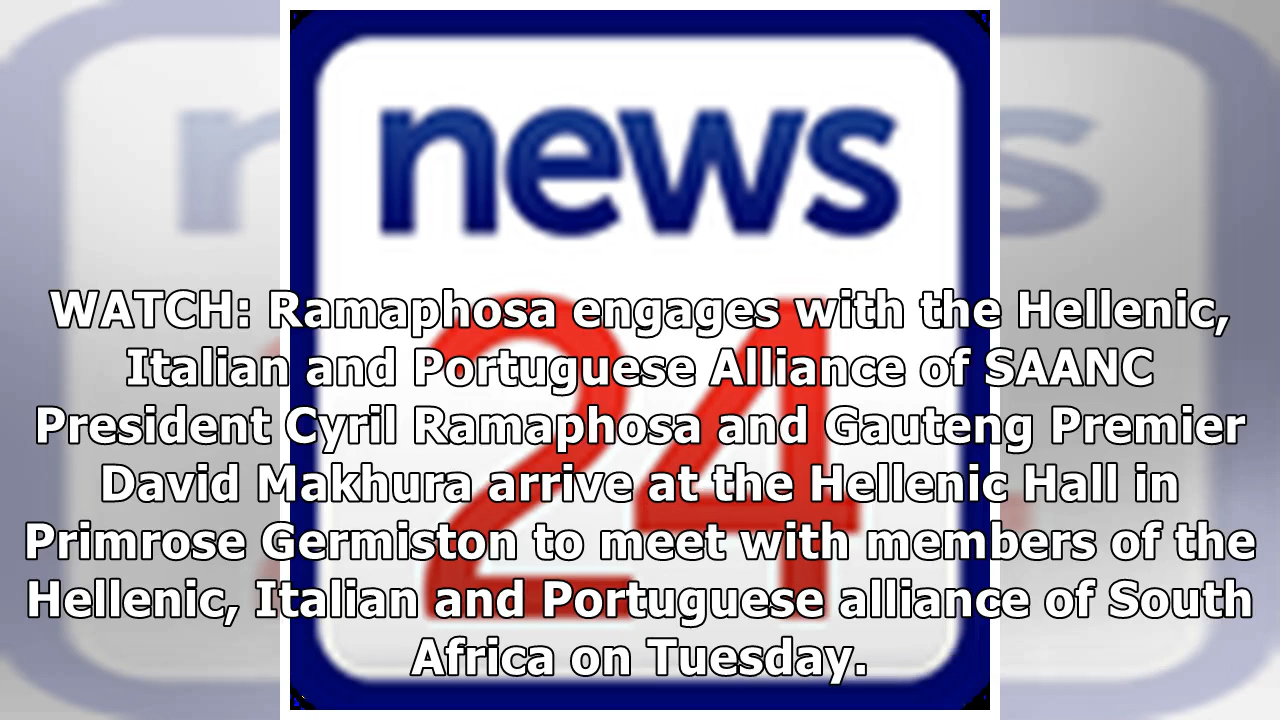 news
24
WATCH: Ramaphosa engages with the Hellenic,
Italian and Portuguese Alliance of SAANC
President Cyril Ramaphosa and Gauteng Premier
David Makhura arrive at the Hellenic Hall in
Primrose Germiston to meet with members of the
Hellenic, Italian and Portuguese alliance of South
Africa on Tuesday.